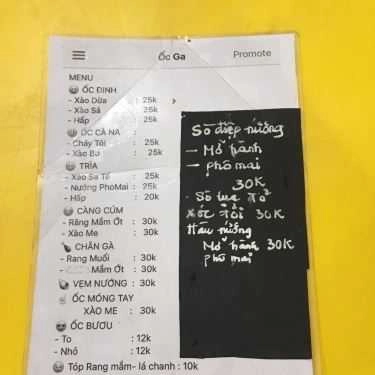 Ốc Ga
Promote
MENU
ỐC ĐINH
- Xào Dừa : 25k
- Xào Sả : 25k
- Hấp : 25k
ỐC CÀ NA :
- Cháy Tỏi : 25k
- Xào Bơ : 25k
TRÌA
- Xào Sa Tế : 25k
- Nướng PhoMai : 25k
- Hấp : 20k
CÀNG CÚM
- Rang Mắm Ớt : 30k
- Xào Me : 30k
CHÂN GÀ
- Rang Muối : 30k
- Mắm Ớt : 30k
VẸM NƯỚNG : 30k
ỐC MÓNG TAY
XÀO ME : 30k
ỐC BƯƠU
- To : 12k
- Nhỏ : 12k
Tóp Rang mắm- lá chanh : 10k
Sò điệp nướng
- Mỡ hành
- phô mai
30K
- Sò lụa
xốc tỏi 30K
Hàu nướng
Mỡ hành 30K
phô mai